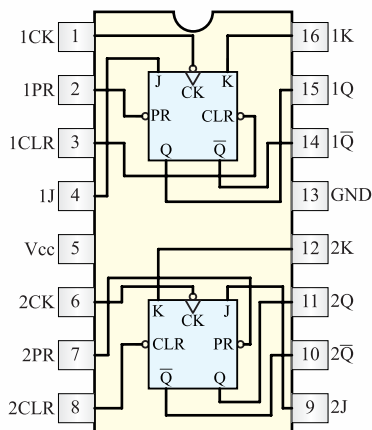 1CK 1 16 1K
J K
CK
1PR 2 15 1Q
PR CLR
1CLR 3 14 1Q̅
Q Q̅
1J 4 13 GND
Vcc 5 12 2K
2CK 6 11 2Q
K J
CK
2PR 7 10 2Q̅
CLR PR
Q̅ Q
2CLR 8 9 2J